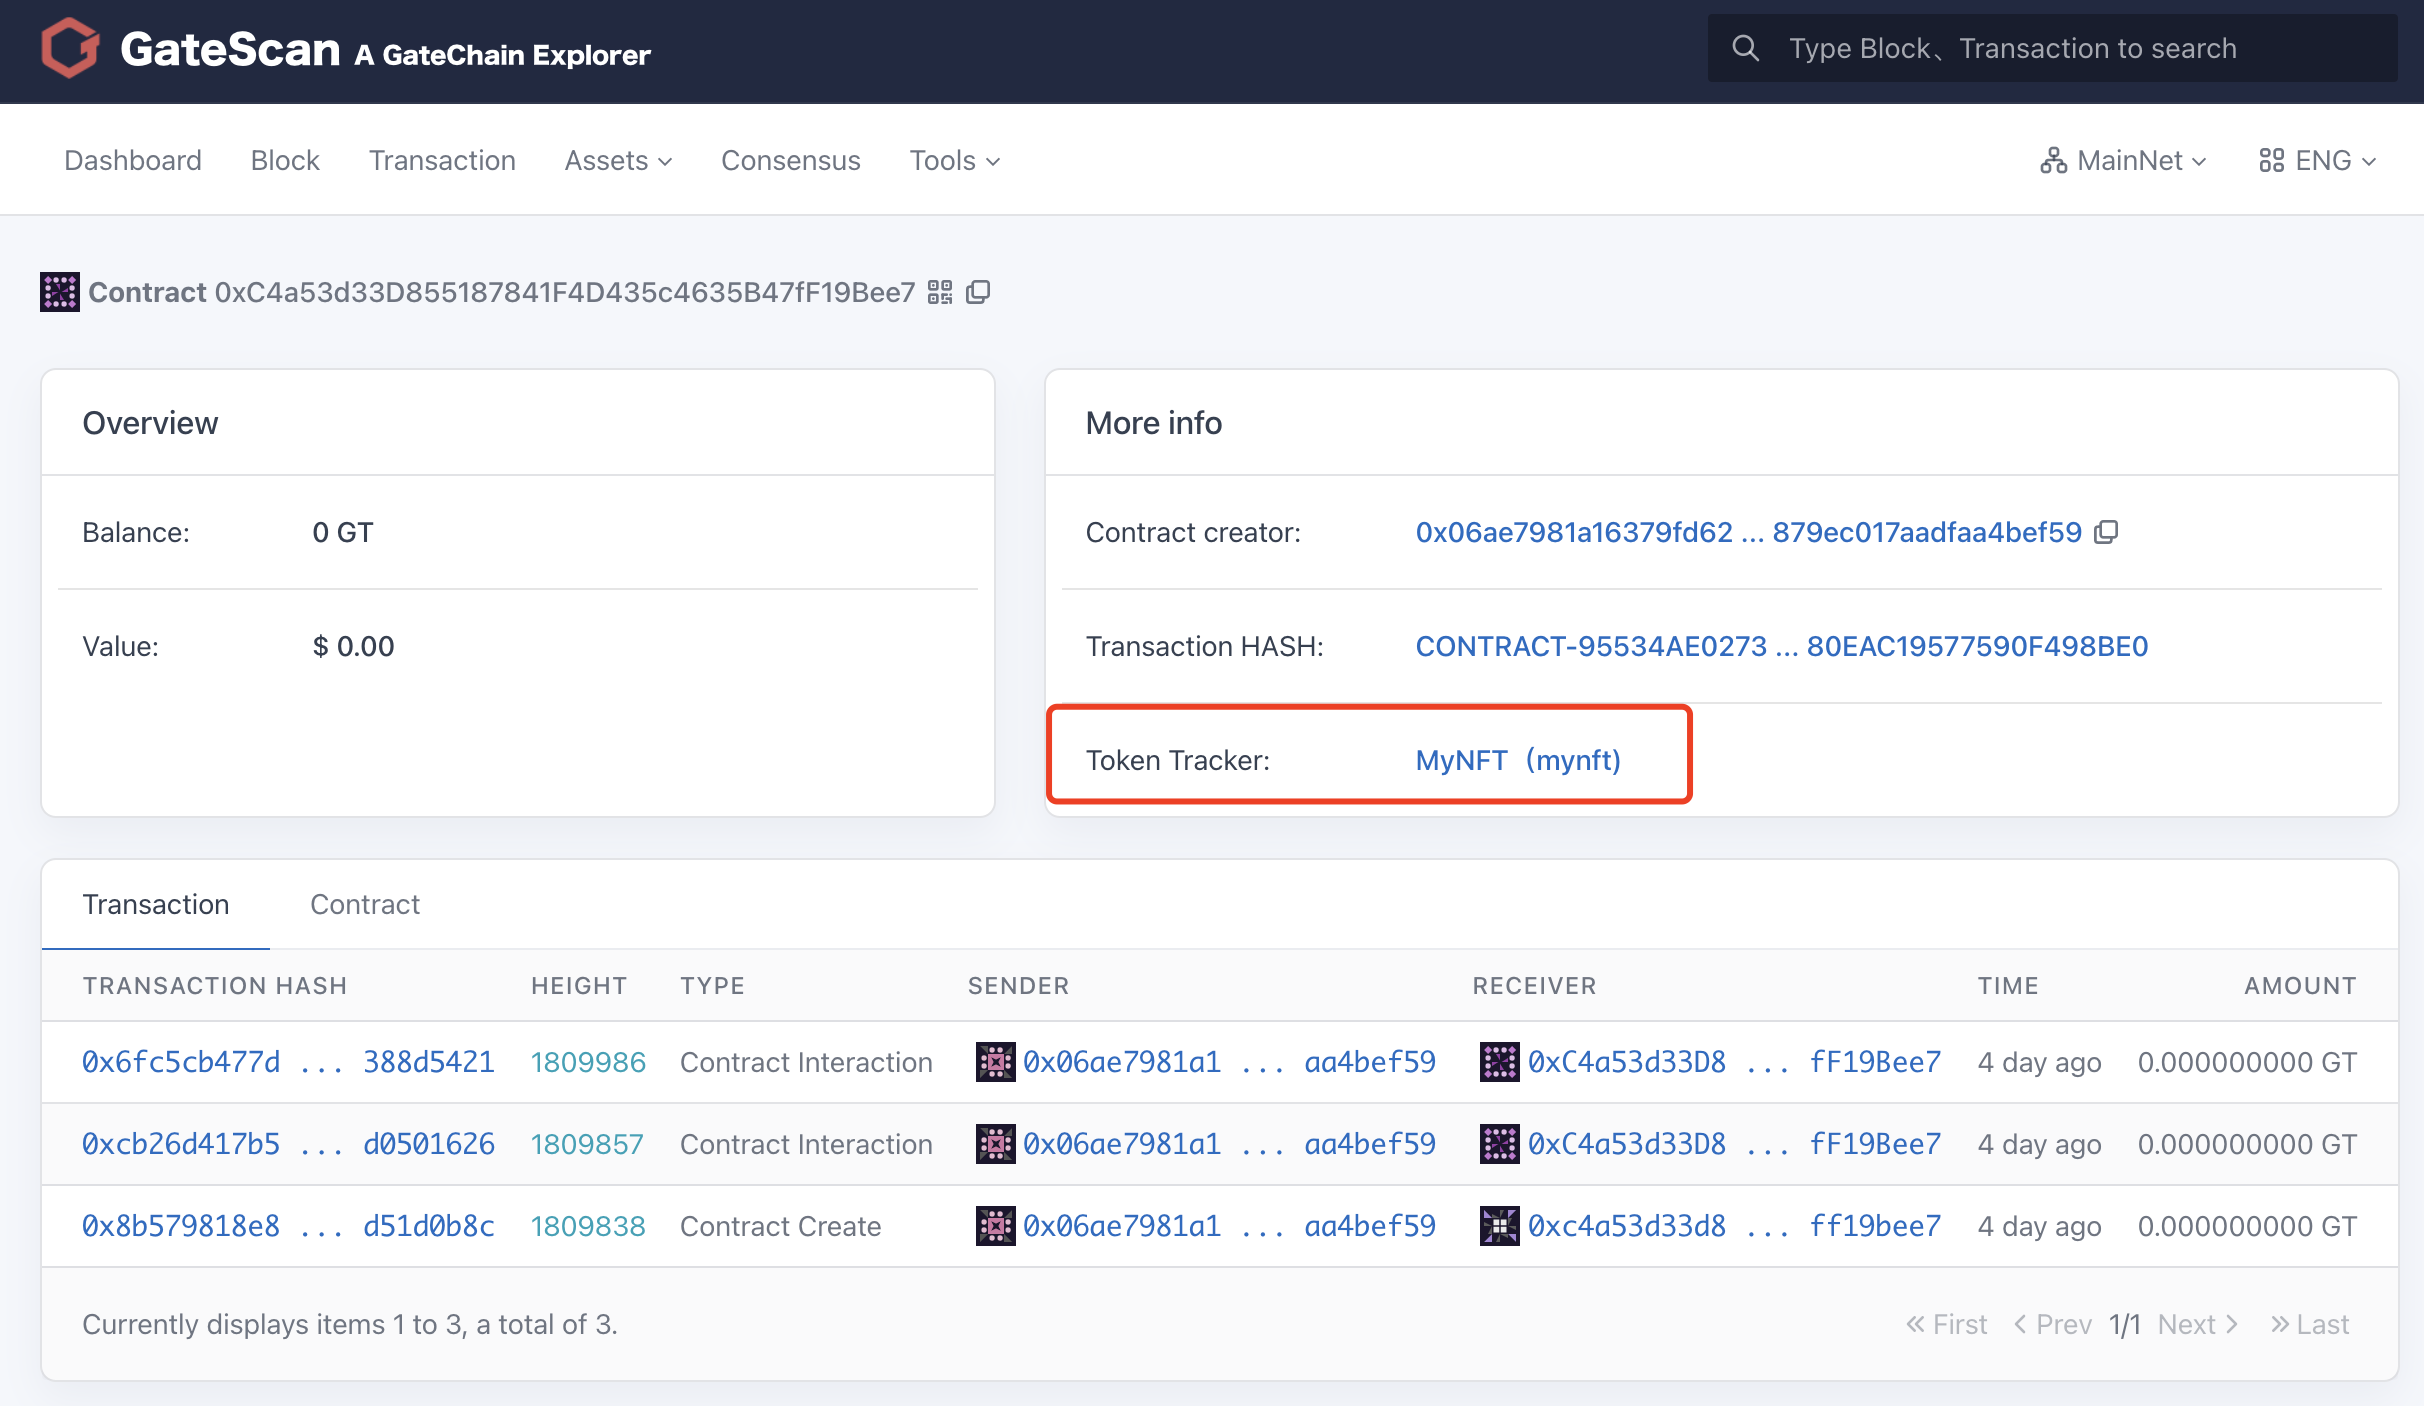 GateScan A GateChain Explorer
Type Block、Transaction to search
Dashboard Block Transaction Assets Consensus Tools MainNet ENG
Contract 0xC4a53d33D855187841F4D435c4635B47fF19Bee7
Overview
Balance: 0 GT
Value: $ 0.00
More info
Contract creator: 0x06ae7981a16379fd62 ... 879ec017aadfaa4bef59
Transaction HASH: CONTRACT-95534AE0273 ... 80EAC19577590F498BE0
Token Tracker: MyNFT (mynft)
Transaction Contract
TRANSACTION HASH HEIGHT TYPE SENDER RECEIVER TIME AMOUNT
0x6fc5cb477d ... 388d5421 1809986 Contract Interaction 0x06ae7981a1 ... aa4bef59 0xC4a53d33D8 ... fF19Bee7 4 day ago 0.000000000 GT
0xcb26d417b5 ... d0501626 1809857 Contract Interaction 0x06ae7981a1 ... aa4bef59 0xC4a53d33D8 ... fF19Bee7 4 day ago 0.000000000 GT
0x8b579818e8 ... d51d0b8c 1809838 Contract Create 0x06ae7981a1 ... aa4bef59 0xc4a53d33d8 ... ff19bee7 4 day ago 0.000000000 GT
Currently displays items 1 to 3, a total of 3.
« First < Prev 1/1 Next > » Last